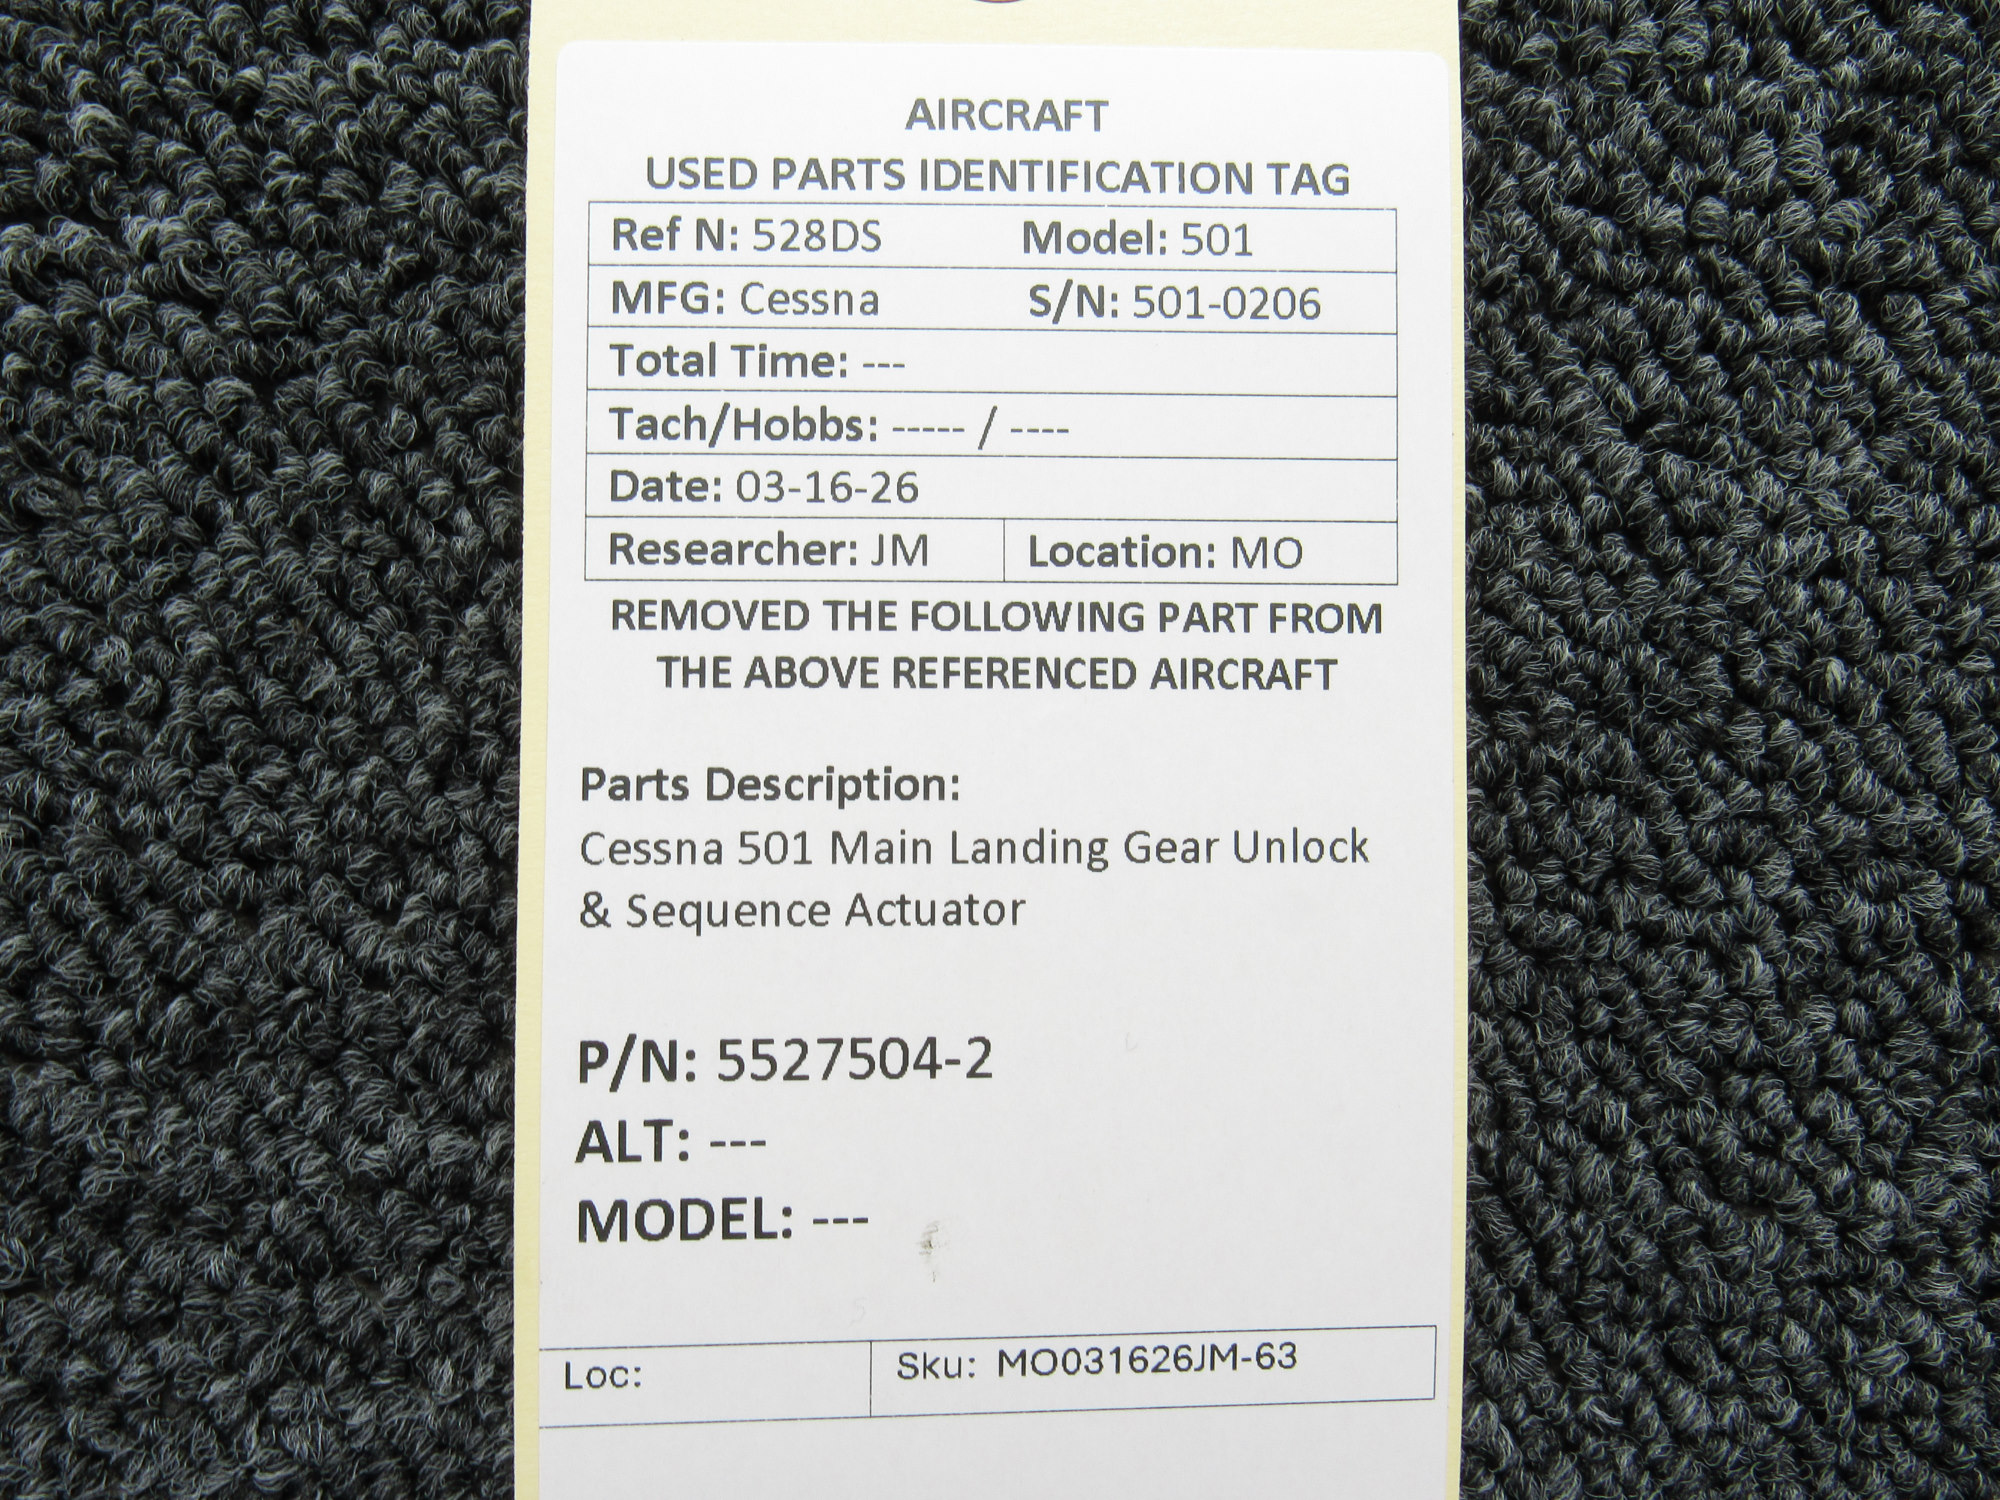 AIRCRAFT
USED PARTS IDENTIFICATION TAG
Ref N: 528DS Model: 501
MFG: Cessna S/N: 501-0206
Total Time: ---
Tach/Hobbs: ----- / ----
Date: 03-16-26
Researcher: JM Location: MO
REMOVED THE FOLLOWING PART FROM
THE ABOVE REFERENCED AIRCRAFT
Parts Description:
Cessna 501 Main Landing Gear Unlock
& Sequence Actuator
P/N: 5527504-2
ALT: ---
MODEL: ---
Loc: Sku: MO031626JM-63